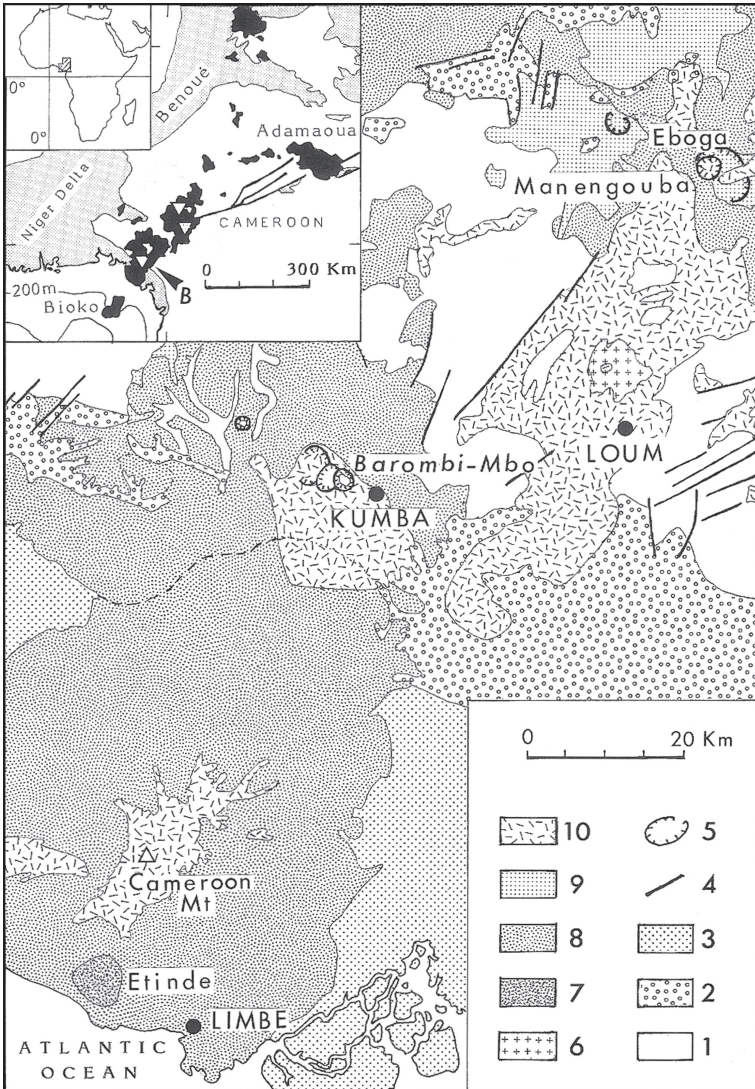 0°
0°
Benoué
Adamaoua
Niger Delta
CAMEROON
0 300 Km
B
200m
Bioko
Eboga
Manengouba
LOUM
Barombi-Mbo
KUMBA
Cameroon
Mt
Etinde
LIMBE
ATLANTIC
OCEAN
0 20 Km
10 5
9 4
8 3
7 2
6 1